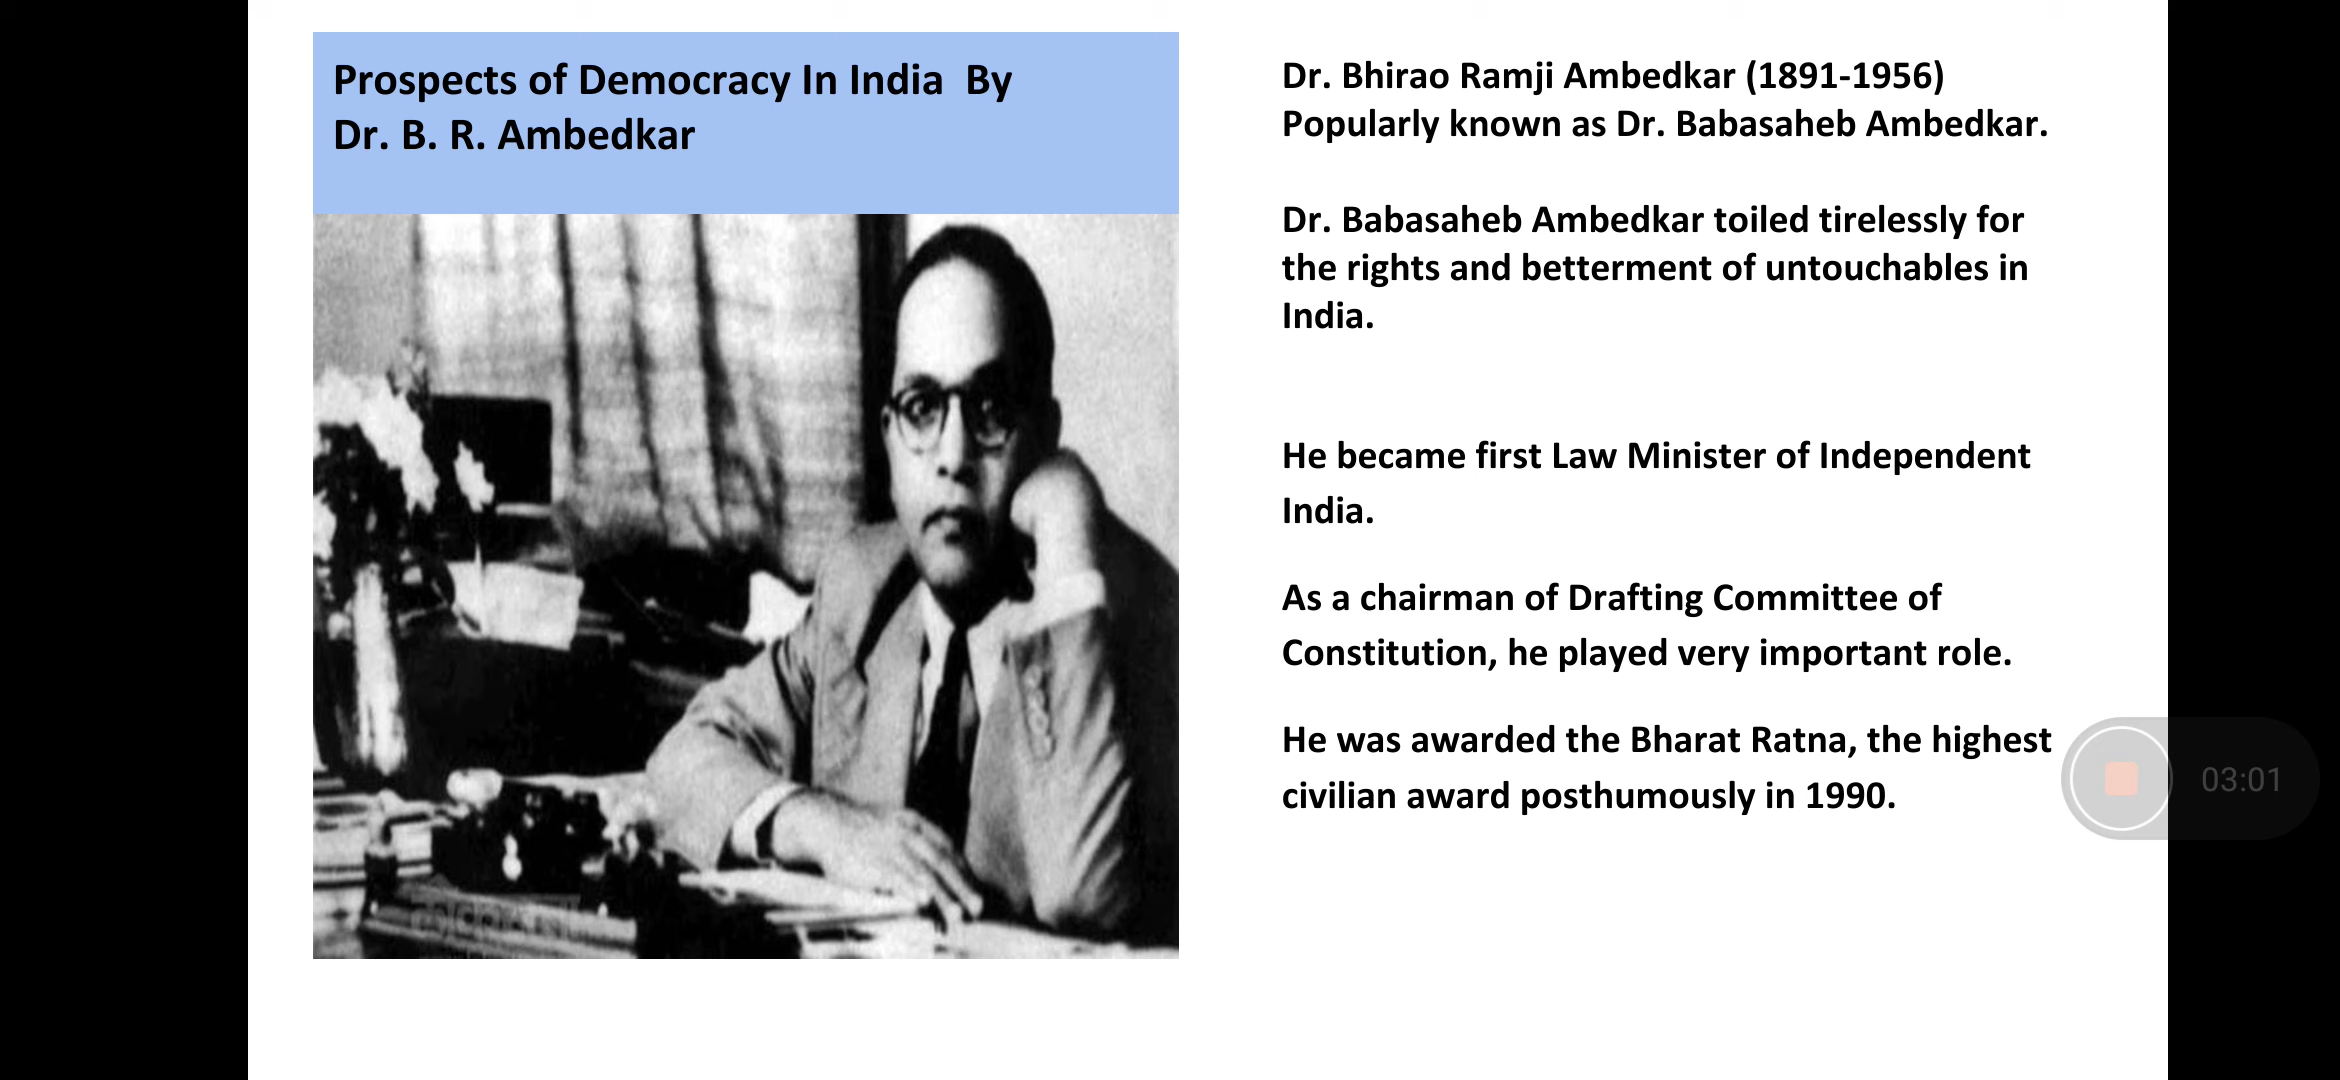 Prospects of Democracy In India By
Dr. B. R. Ambedkar
Dr. Bhirao Ramji Ambedkar (1891-1956)
Popularly known as Dr. Babasaheb Ambedkar.
Dr. Babasaheb Ambedkar toiled tirelessly for
the rights and betterment of untouchables in
India.
He became first Law Minister of Independent
India.
As a chairman of Drafting Committee of
Constitution, he played very important role.
He was awarded the Bharat Ratna, the highest
civilian award posthumously in 1990.
03:01